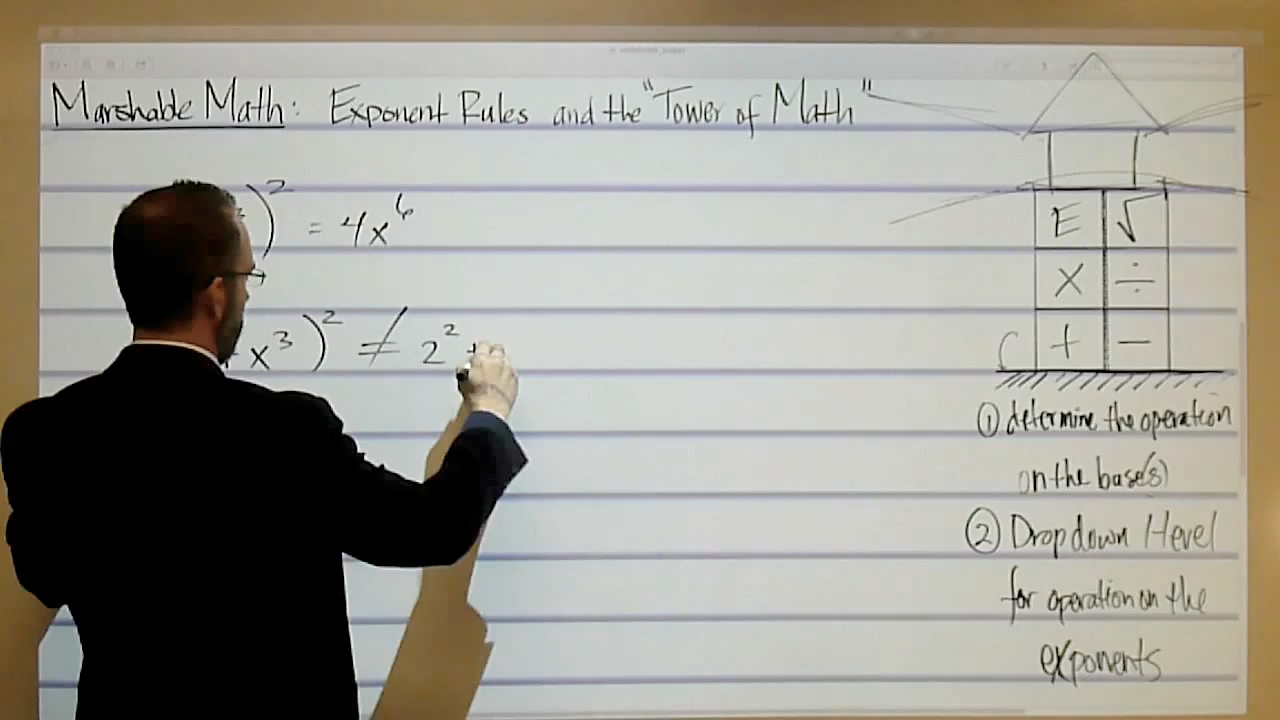 Marshable Math: Exponent Rules and the "Tower of Math"
)² = 4x⁶
x³)² ≠ 2² +
E √
X ÷
C + −
① determine the operation
on the base(s)
② Drop down 1 level
for operation on the
exponents